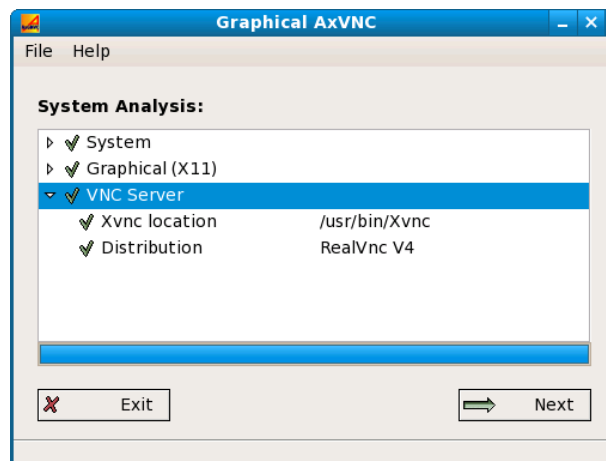 Graphical AxVNC
File Help
System Analysis:
System
Graphical (X11)
VNC Server
Xvnc location /usr/bin/Xvnc
Distribution RealVnc V4
Exit Next